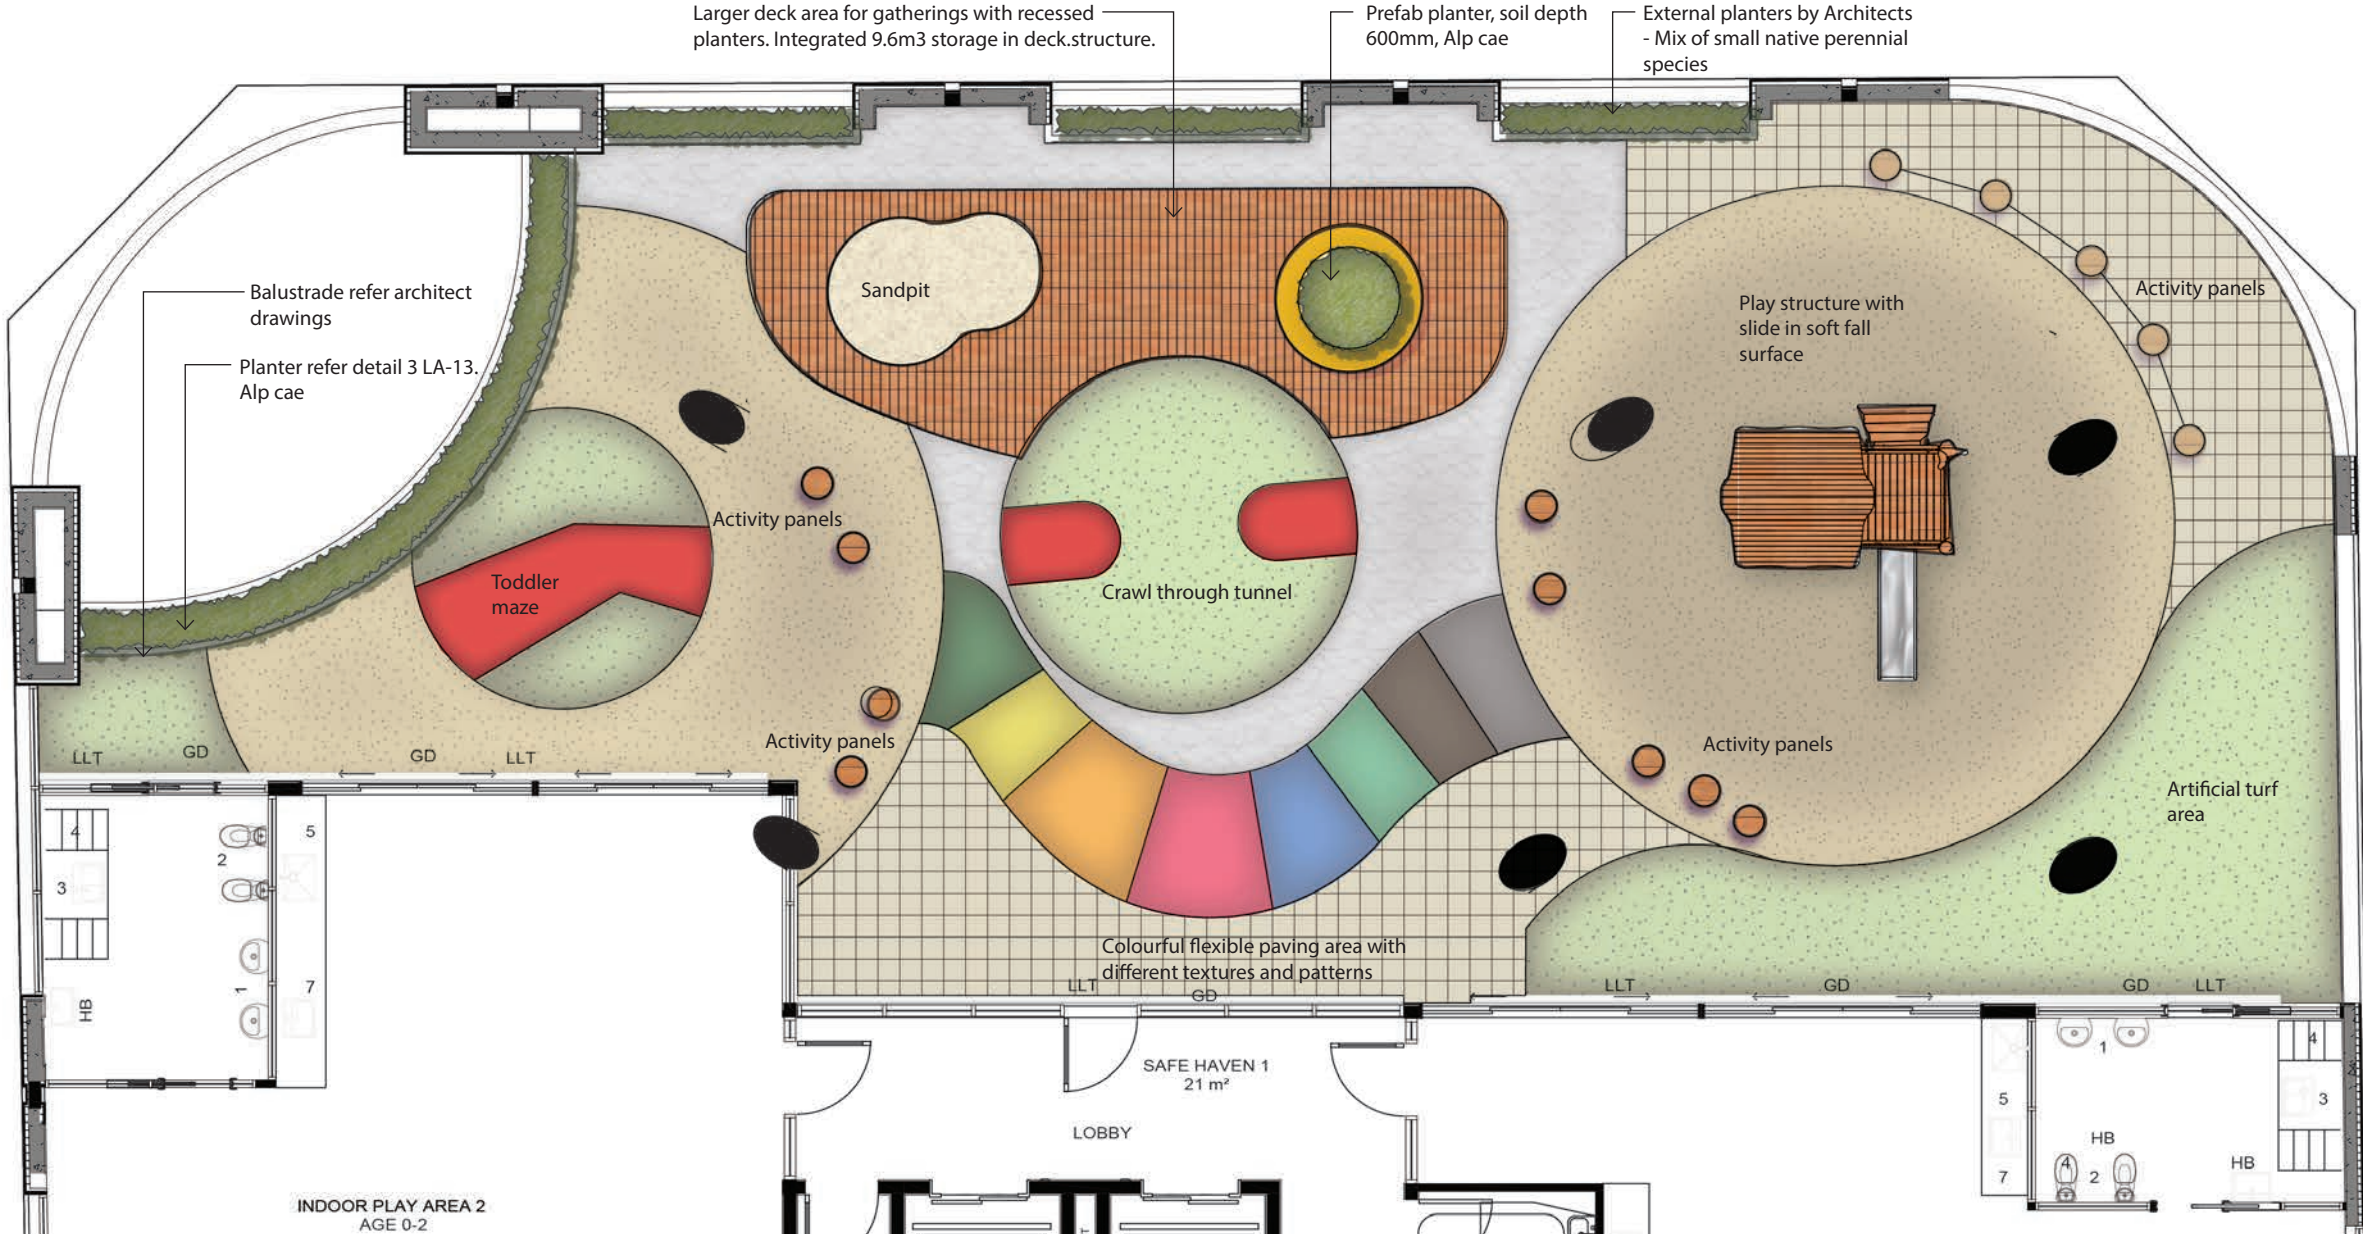 Larger deck area for gatherings with recessed
planters. Integrated 9.6m3 storage in deck.structure.
Prefab planter, soil depth
600mm, Alp cae
External planters by Architects
- Mix of small native perennial
species
Balustrade refer architect
drawings
Planter refer detail 3 LA-13.
Alp cae
Sandpit
Play structure with
slide in soft fall
surface
Activity panels
Activity panels
Toddler
maze
Crawl through tunnel
Activity panels
Activity panels
Artificial turf
area
LLT
GD
GD
LLT
Colourful flexible paving area with
different textures and patterns
LLT
GD
LLT
GD
GD
LLT
4
2
5
3
1
7
HB
SAFE HAVEN 1
21 m²
LOBBY
1
4
5
3
HB
HB
4
2
7
INDOOR PLAY AREA 2
AGE 0-2